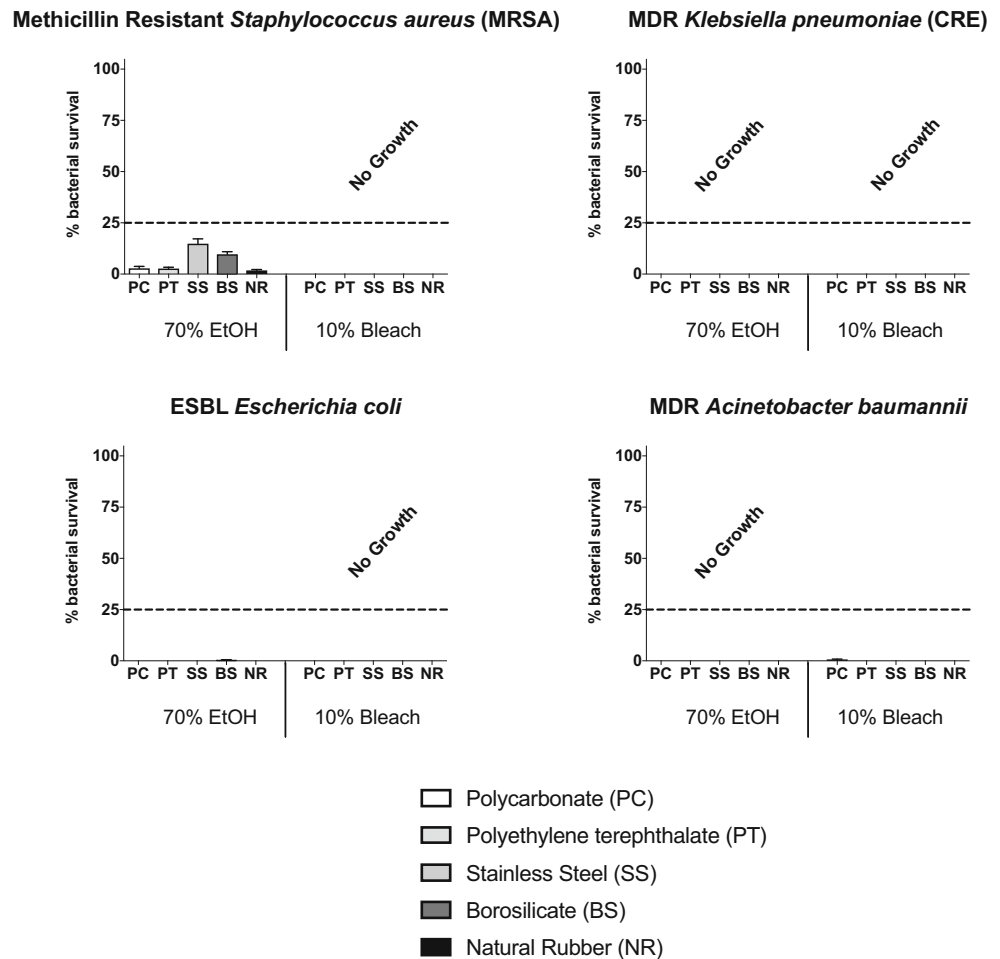 Methicillin Resistant Staphylococcus aureus (MRSA)
% bacterial survival
100
75
50
25
0
No Growth
PC PT SS BS NR PC PT SS BS NR
70% EtOH 10% Bleach
MDR Klebsiella pneumoniae (CRE)
% bacterial survival
100
75
50
25
0
No Growth
No Growth
PC PT SS BS NR PC PT SS BS NR
70% EtOH 10% Bleach
ESBL Escherichia coli
% bacterial survival
100
75
50
25
0
No Growth
PC PT SS BS NR PC PT SS BS NR
70% EtOH 10% Bleach
MDR Acinetobacter baumannii
% bacterial survival
100
75
50
25
0
No Growth
PC PT SS BS NR PC PT SS BS NR
70% EtOH 10% Bleach
Polycarbonate (PC)
Polyethylene terephthalate (PT)
Stainless Steel (SS)
Borosilicate (BS)
Natural Rubber (NR)